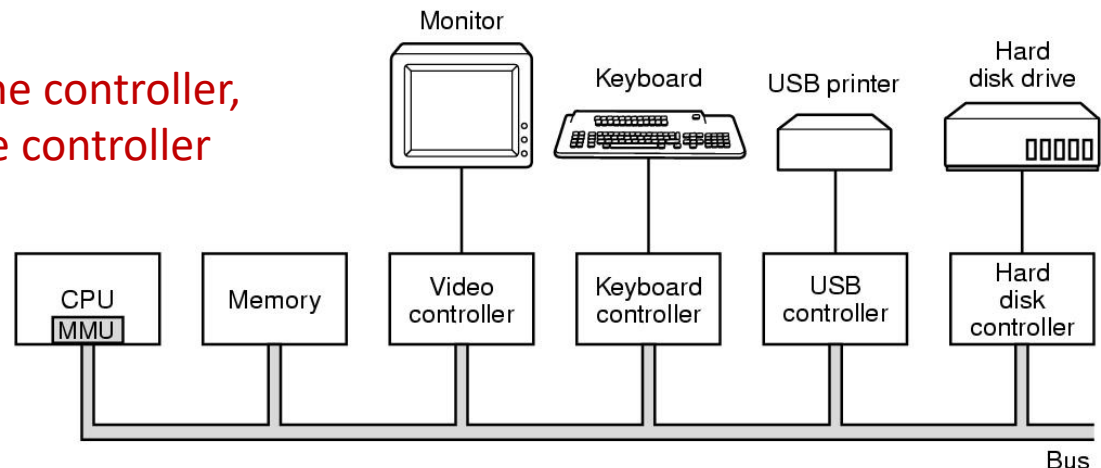 Monitor
Hard
disk drive
Keyboard
USB printer
ne controller,
e controller
CPU
MMU
Memory
Video
controller
Keyboard
controller
USB
controller
Hard
disk
controller
Bus